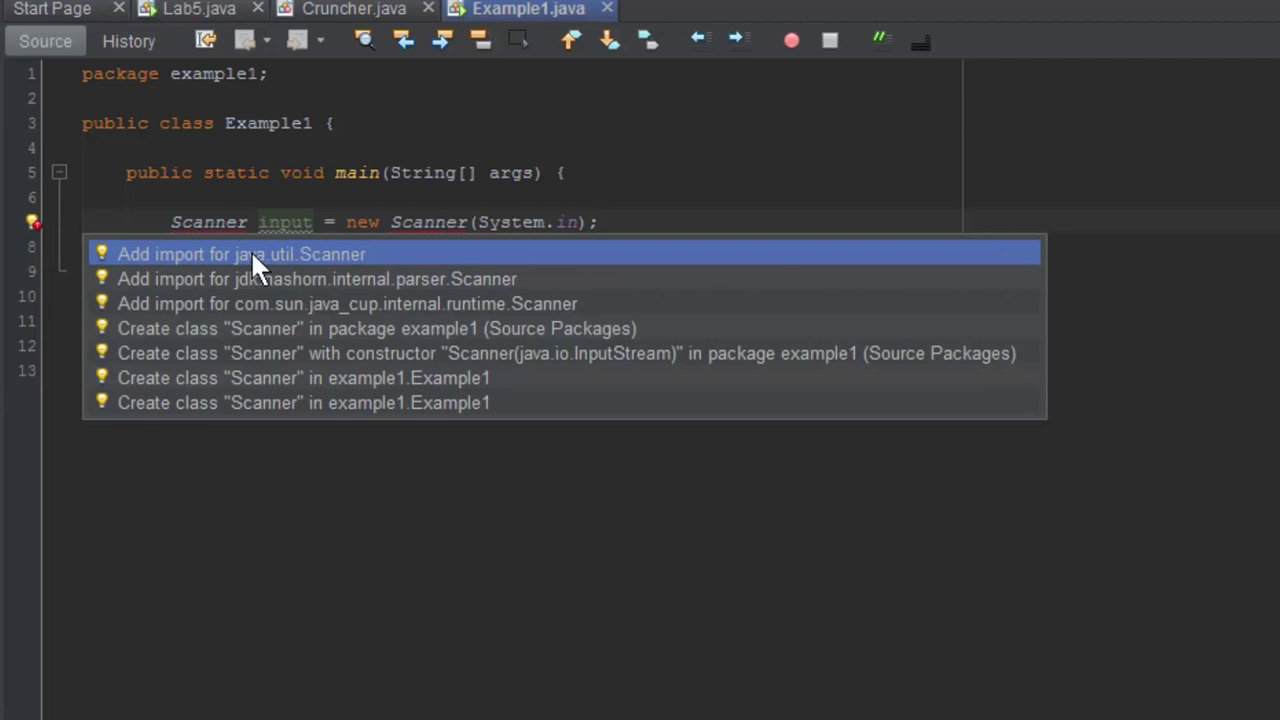 Start Page Lab5.java Cruncher.java Example1.java
Source History
1 package example1;
2
3 public class Example1 {
4
5 public static void main(String[] args) {
6
Scanner input = new Scanner(System.in);
8 Add import for java.util.Scanner
9 Add import for jdk.nashorn.internal.parser.Scanner
10 Add import for com.sun.java_cup.internal.runtime.Scanner
11 Create class "Scanner" in package example1 (Source Packages)
12 Create class "Scanner" with constructor "Scanner(java.io.InputStream)" in package example1 (Source Packages)
13 Create class "Scanner" in example1.Example1
Create class "Scanner" in example1.Example1